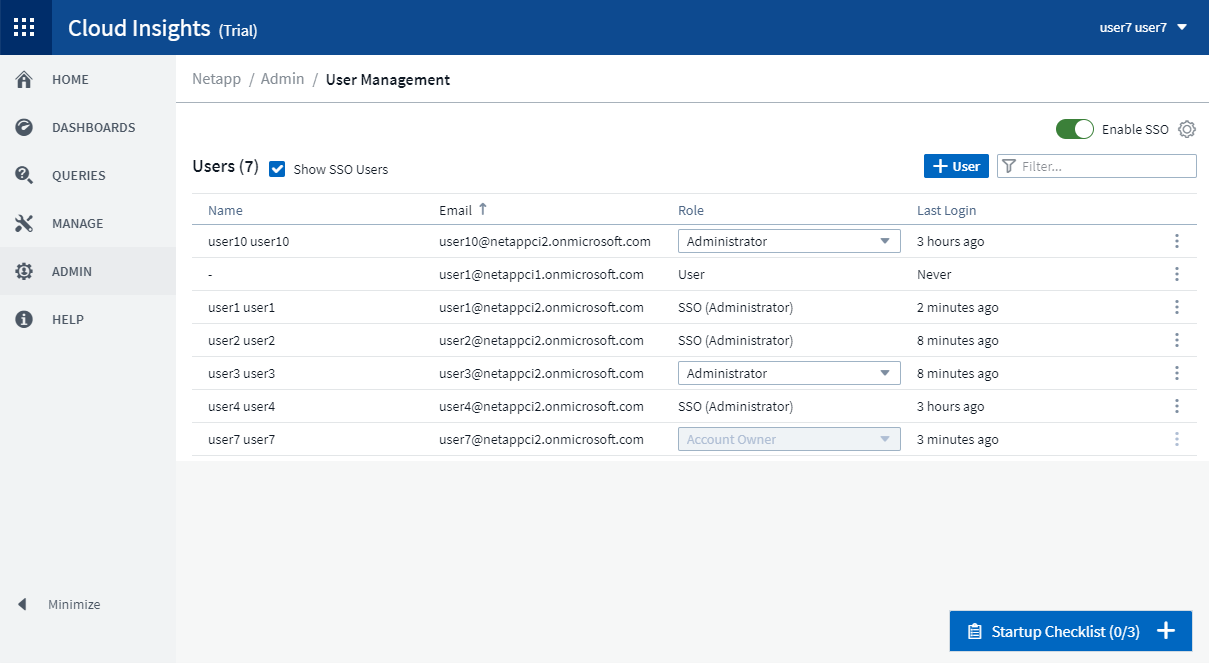 Cloud Insights (Trial)
user7 user7
HOME
DASHBOARDS
QUERIES
MANAGE
ADMIN
HELP
Minimize
Netapp / Admin / User Management
Enable SSO
Users (7) Show SSO Users
+ User Filter...
Name Email ↑ Role Last Login
user10 user10 user10@netappci2.onmicrosoft.com Administrator 3 hours ago
- user1@netappci1.onmicrosoft.com User Never
user1 user1 user1@netappci2.onmicrosoft.com SSO (Administrator) 2 minutes ago
user2 user2 user2@netappci2.onmicrosoft.com SSO (Administrator) 8 minutes ago
user3 user3 user3@netappci2.onmicrosoft.com Administrator 8 minutes ago
user4 user4 user4@netappci2.onmicrosoft.com SSO (Administrator) 3 hours ago
user7 user7 user7@netappci2.onmicrosoft.com Account Owner 3 minutes ago
Startup Checklist (0/3) +